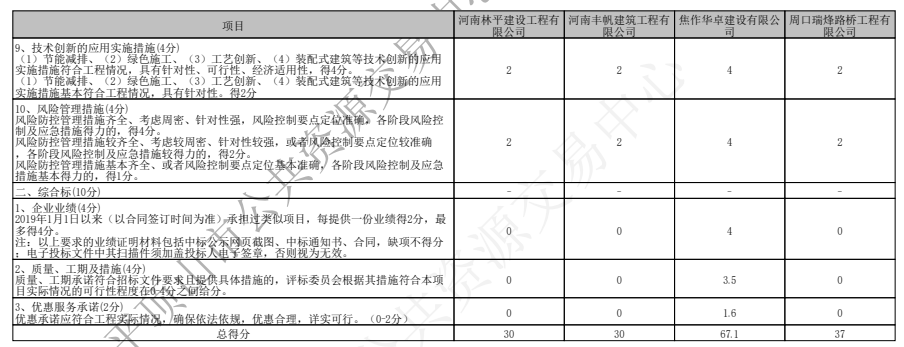 项目
河南林平建设工程有限公司
河南丰帆建筑工程有限公司
焦作华卓建设有限公司
周口瑞烽路桥工程有限公司
9、技术创新的应用实施措施(4分)
（1）节能减排、（2）绿色施工、（3）工艺创新、（4）装配式建筑等技术创新的应用
实施措施符合工程情况，具有针对性、可行性、经济适用性，得4分。
（1）节能减排、（2）绿色施工、（3）工艺创新、（4）装配式建筑等技术创新的应用
实施措施基本符合工程情况，具有针对性。得2分
2 2 4 2
10、风险管理措施(4分)
风险防控管理措施齐全、考虑周密、针对性强，风险控制要点定位准确，各阶段风险控
制及应急措施得力的，得4分。
风险防控管理措施较齐全、考虑较周密、针对性较强，或者风险控制要点定位较准确
，各阶段风险控制及应急措施较得力的，得2分。
风险防控管理措施基本齐全、或者风险控制要点定位基本准确，各阶段风险控制及应急
措施基本得力的，得1分。
2 2 4 2
二、综合标(10分)
- - - -
1、企业业绩(4分)
2019年1月1日以来（以合同签订时间为准）承担过类似项目，每提供一份业绩得2分，最
多得4分。
注：以上要求的业绩证明材料包括中标公示网页截图、中标通知书、合同，缺项不得分
；电子投标文件中其扫描件须加盖投标人电子签章，否则视为无效。
0 0 4 0
2、质量、工期及措施(4分)
质量、工期承诺符合招标文件要求且提供具体措施的，评标委员会根据其措施符合本项
目实际情况的可行性程度在0-4分之间给分。
0 0 3.5 0
3、优惠服务承诺(2分)
优惠承诺应符合工程实际情况，确保依法依规，优惠合理，详实可行。（0-2分）
0 0 1.6 0
总得分 30 30 67.1 37
平顶山市公共资源交易中心
公共资源交易中心